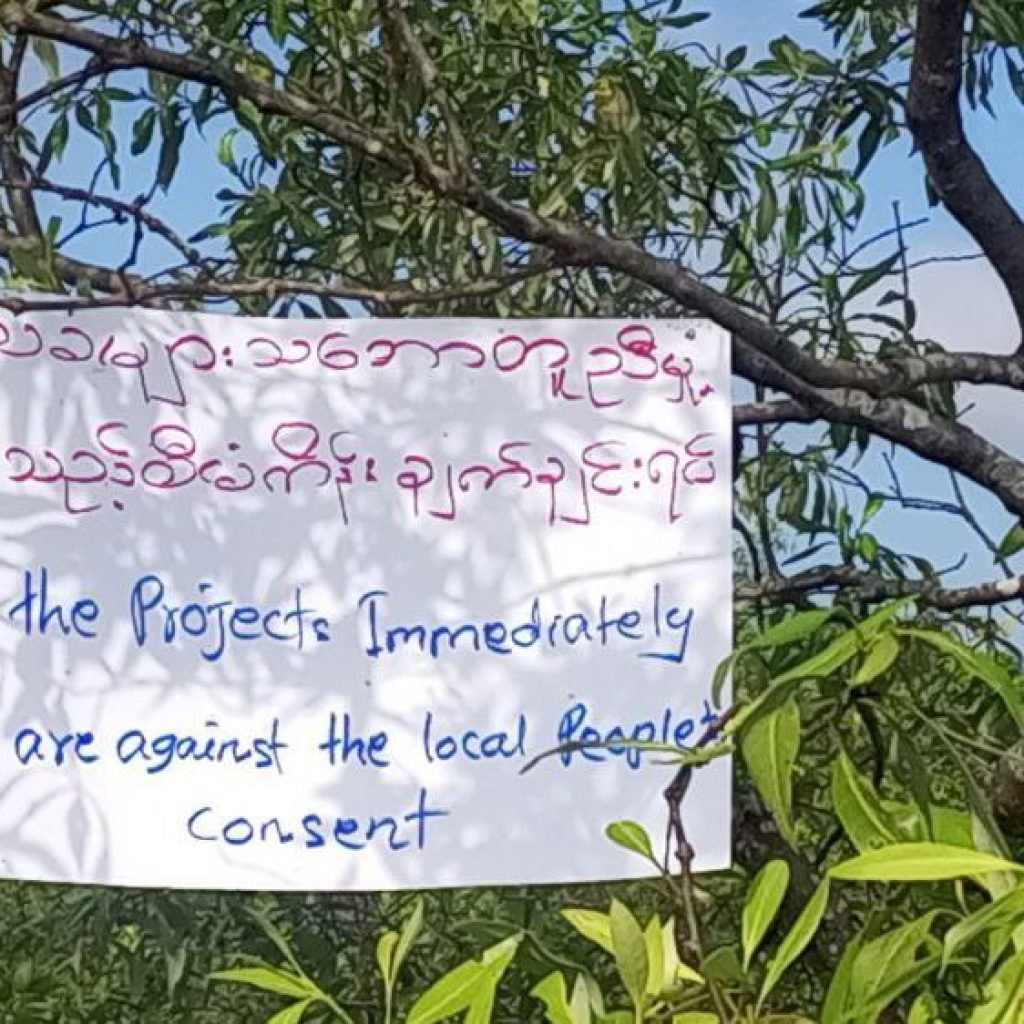 များ သဘောတူညီမှု့
သည့်စီမံကိန်း ချက်ချင်းရပ်
the Projects Immediately
are against the local People's
consent